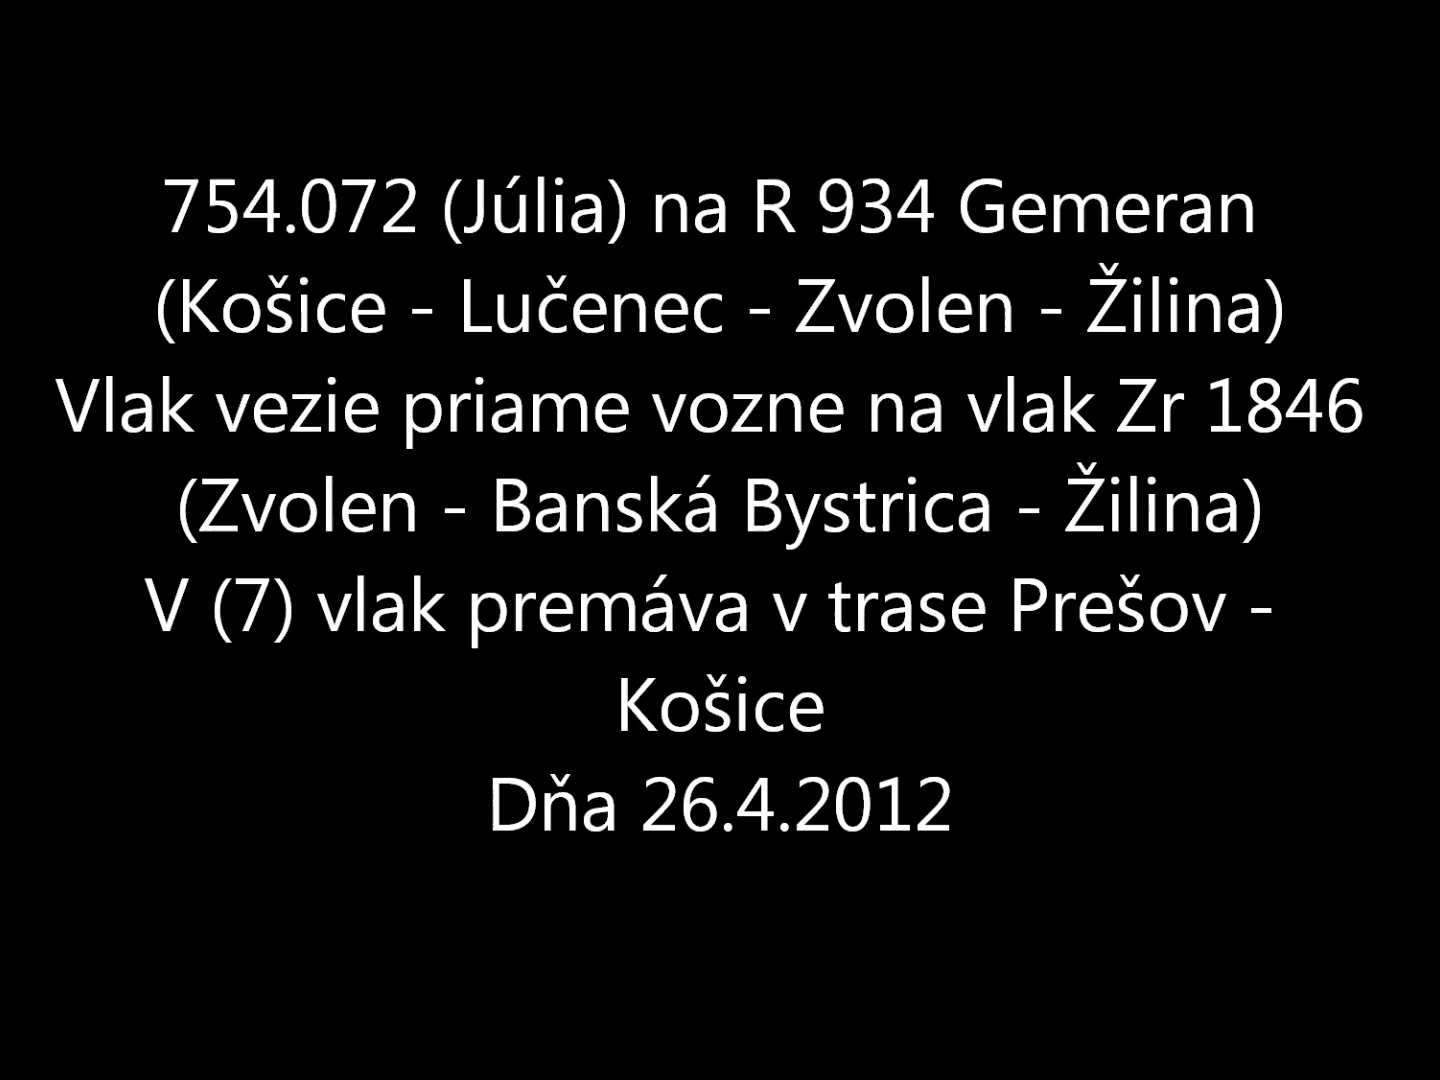 754.072 (Júlia) na R 934 Gemeran
(Košice - Lučenec - Zvolen - Žilina)
Vlak vezie priame vozne na vlak Zr 1846
(Zvolen - Banská Bystrica - Žilina)
V (7) vlak premáva v trase Prešov -
Košice
Dňa 26.4.2012